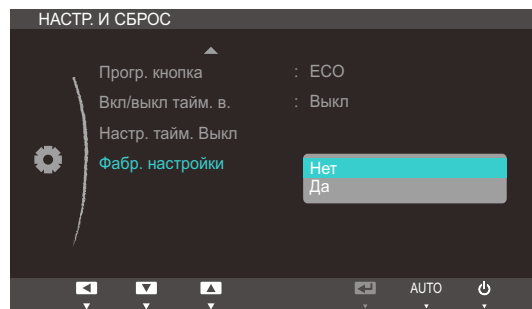 НАСТР. И СБРОС
Прогр. кнопка : ECO
Вкл/выкл тайм. в. : Выкл
Настр. тайм. Выкл
Фабр. настройки
Нет
Да
AUTO